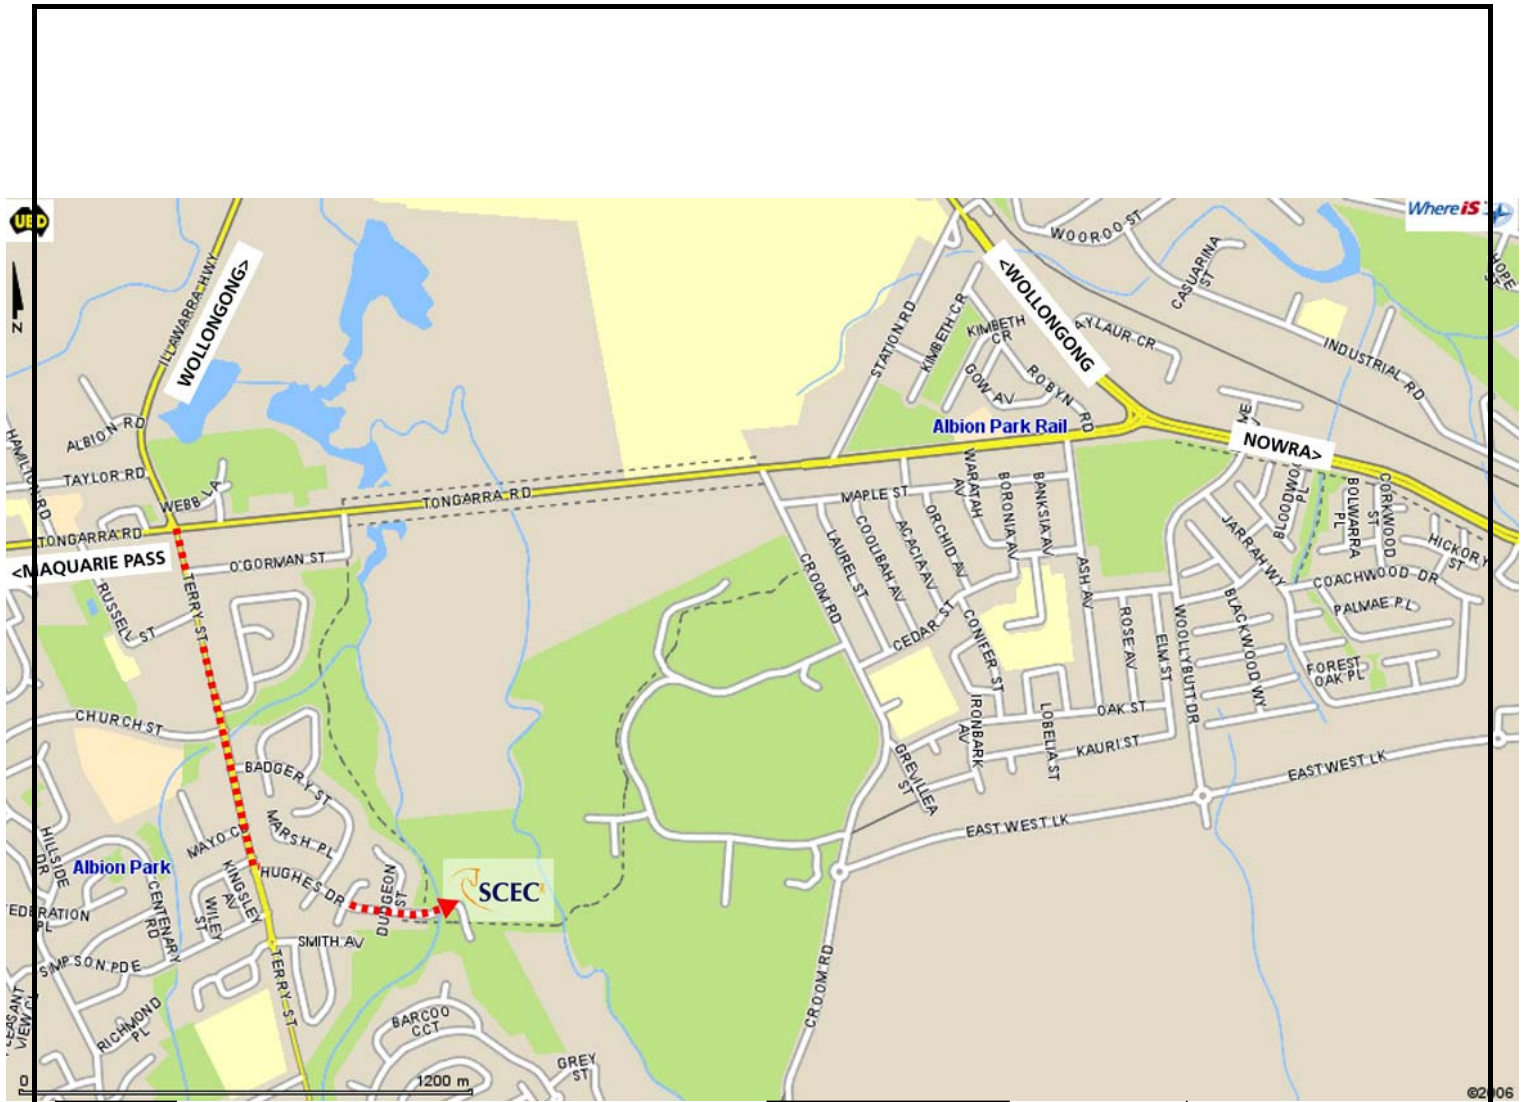 UBD
Where iS
WOOROO ST
CASUARINA
ST
HOPE
ST
N
ILLAWARRA HWY
WOLLONGONG>
<WOLLONGONG
STATION RD
KIMBETH CR
KIMBETH
CR
GOW AV
ROBYN RD
INDUSTRIAL RD
ALBION RD
HAMILTON RD
TAYLOR RD
WEBB LA
Albion Park Rail
NOWRA>
TONGARRA RD
TONGARRA RD
<MAQUARIE PASS
O'GORMAN ST
MAPLE ST
WARATAH
AV
BORONIA AV
BANKSIA AV
ORCHID AV
ACACIA AV
COOLIBAH AV
LAUREL ST
CROOM RD
CEDAR ST
CONIFER ST
ASH AV
ROSE AV
ELM ST
WOOLLYBUTT DR
BLACKWOOD WY
JARRAH WY
PL
BOLWARRA
PL
CORKWOOD
ST
HICKORY
ST
COACHWOOD DR
PALMAE PL
FOREST
OAK PL
RUSSELL ST
TERRY ST
CHURCH ST
BADGERY ST
MARSH PL
MAYO
HUGHES DR
DUDGEON
ST
SCEC
OAK ST
KAURI ST
LOBELIA ST
IRONBARK
AV
GREVILLEA
ST
EAST WEST LK
EAST WEST LK
HILLSIDE
DR
Albion Park
KINGSLEY
AV
WILEY
ST
CENTENARY
RD
PL
SMITH AV
SIMPSON PDE
TERRY ST
RICHMOND
PL
BARCOO
CCT
GREY
ST
CROOM RD
0
1200 m
©2006